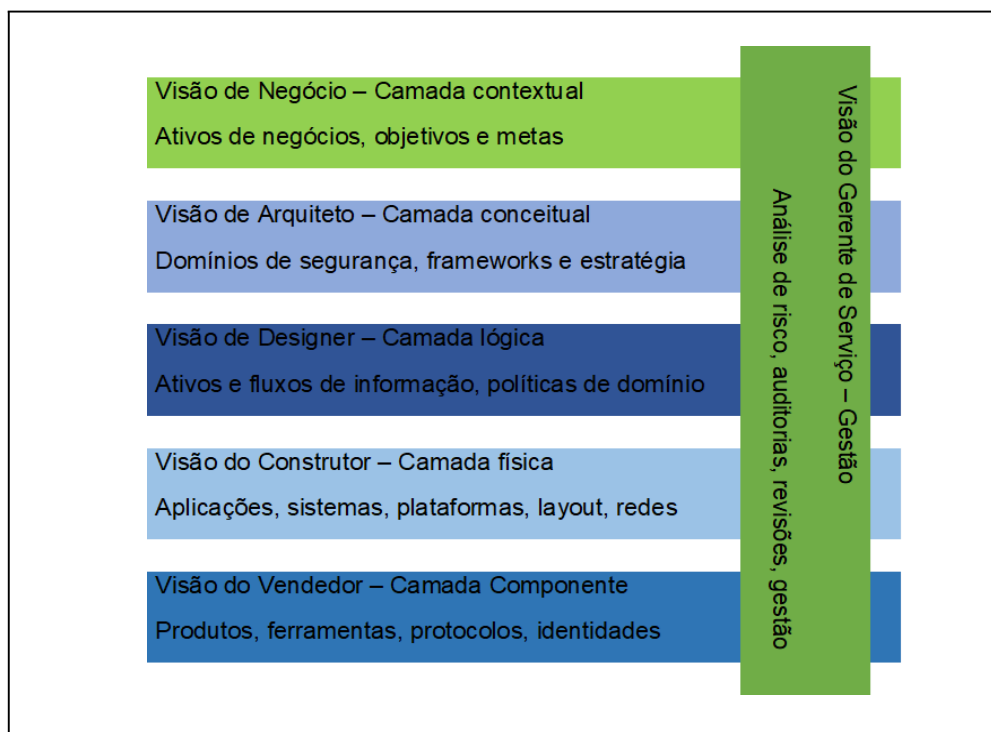 Visão de Negócio – Camada contextual
Ativos de negócios, objetivos e metas
Visão de Arquiteto – Camada conceitual
Domínios de segurança, frameworks e estratégia
Visão de Designer – Camada lógica
Ativos e fluxos de informação, políticas de domínio
Visão do Construtor – Camada física
Aplicações, sistemas, plataformas, layout, redes
Visão do Vendedor – Camada Componente
Produtos, ferramentas, protocolos, identidades
Visão do Gerente de Serviço – Gestão
Análise de risco, auditorias, revisões, gestão